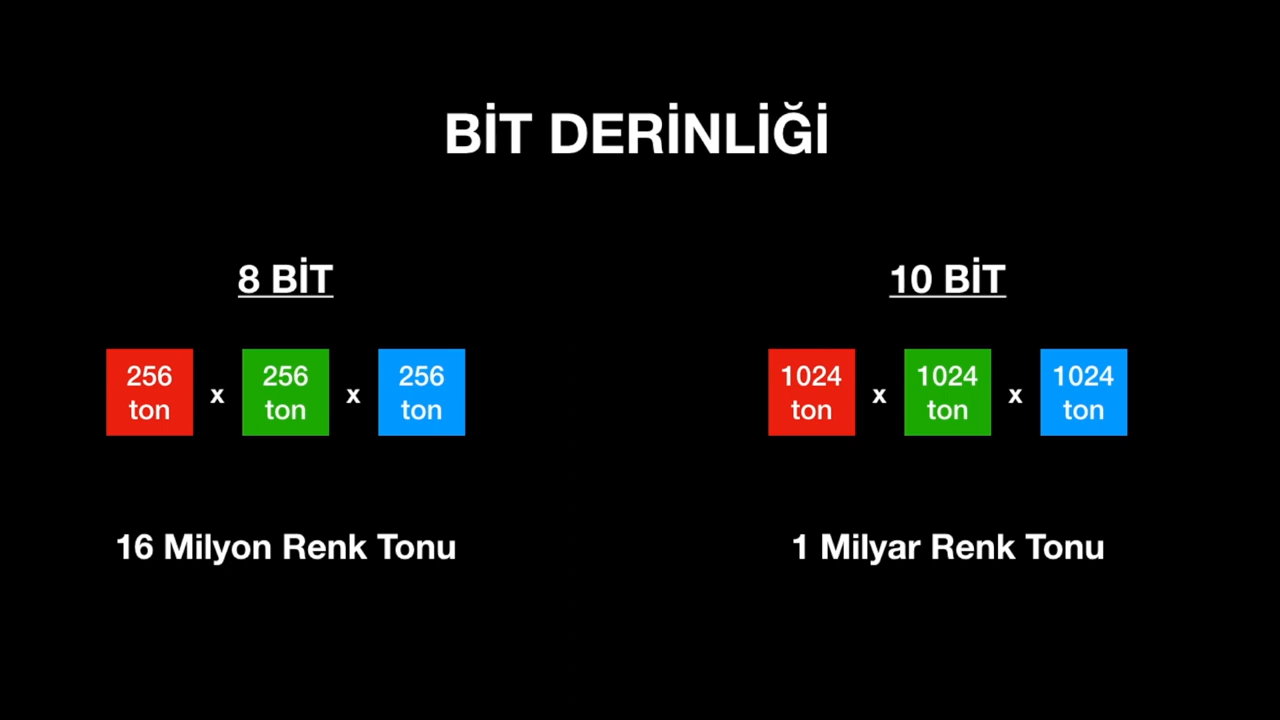 BİT DERİNLİĞİ
8 BİT
256 ton x 256 ton x 256 ton
16 Milyon Renk Tonu
10 BİT
1024 ton x 1024 ton x 1024 ton
1 Milyar Renk Tonu